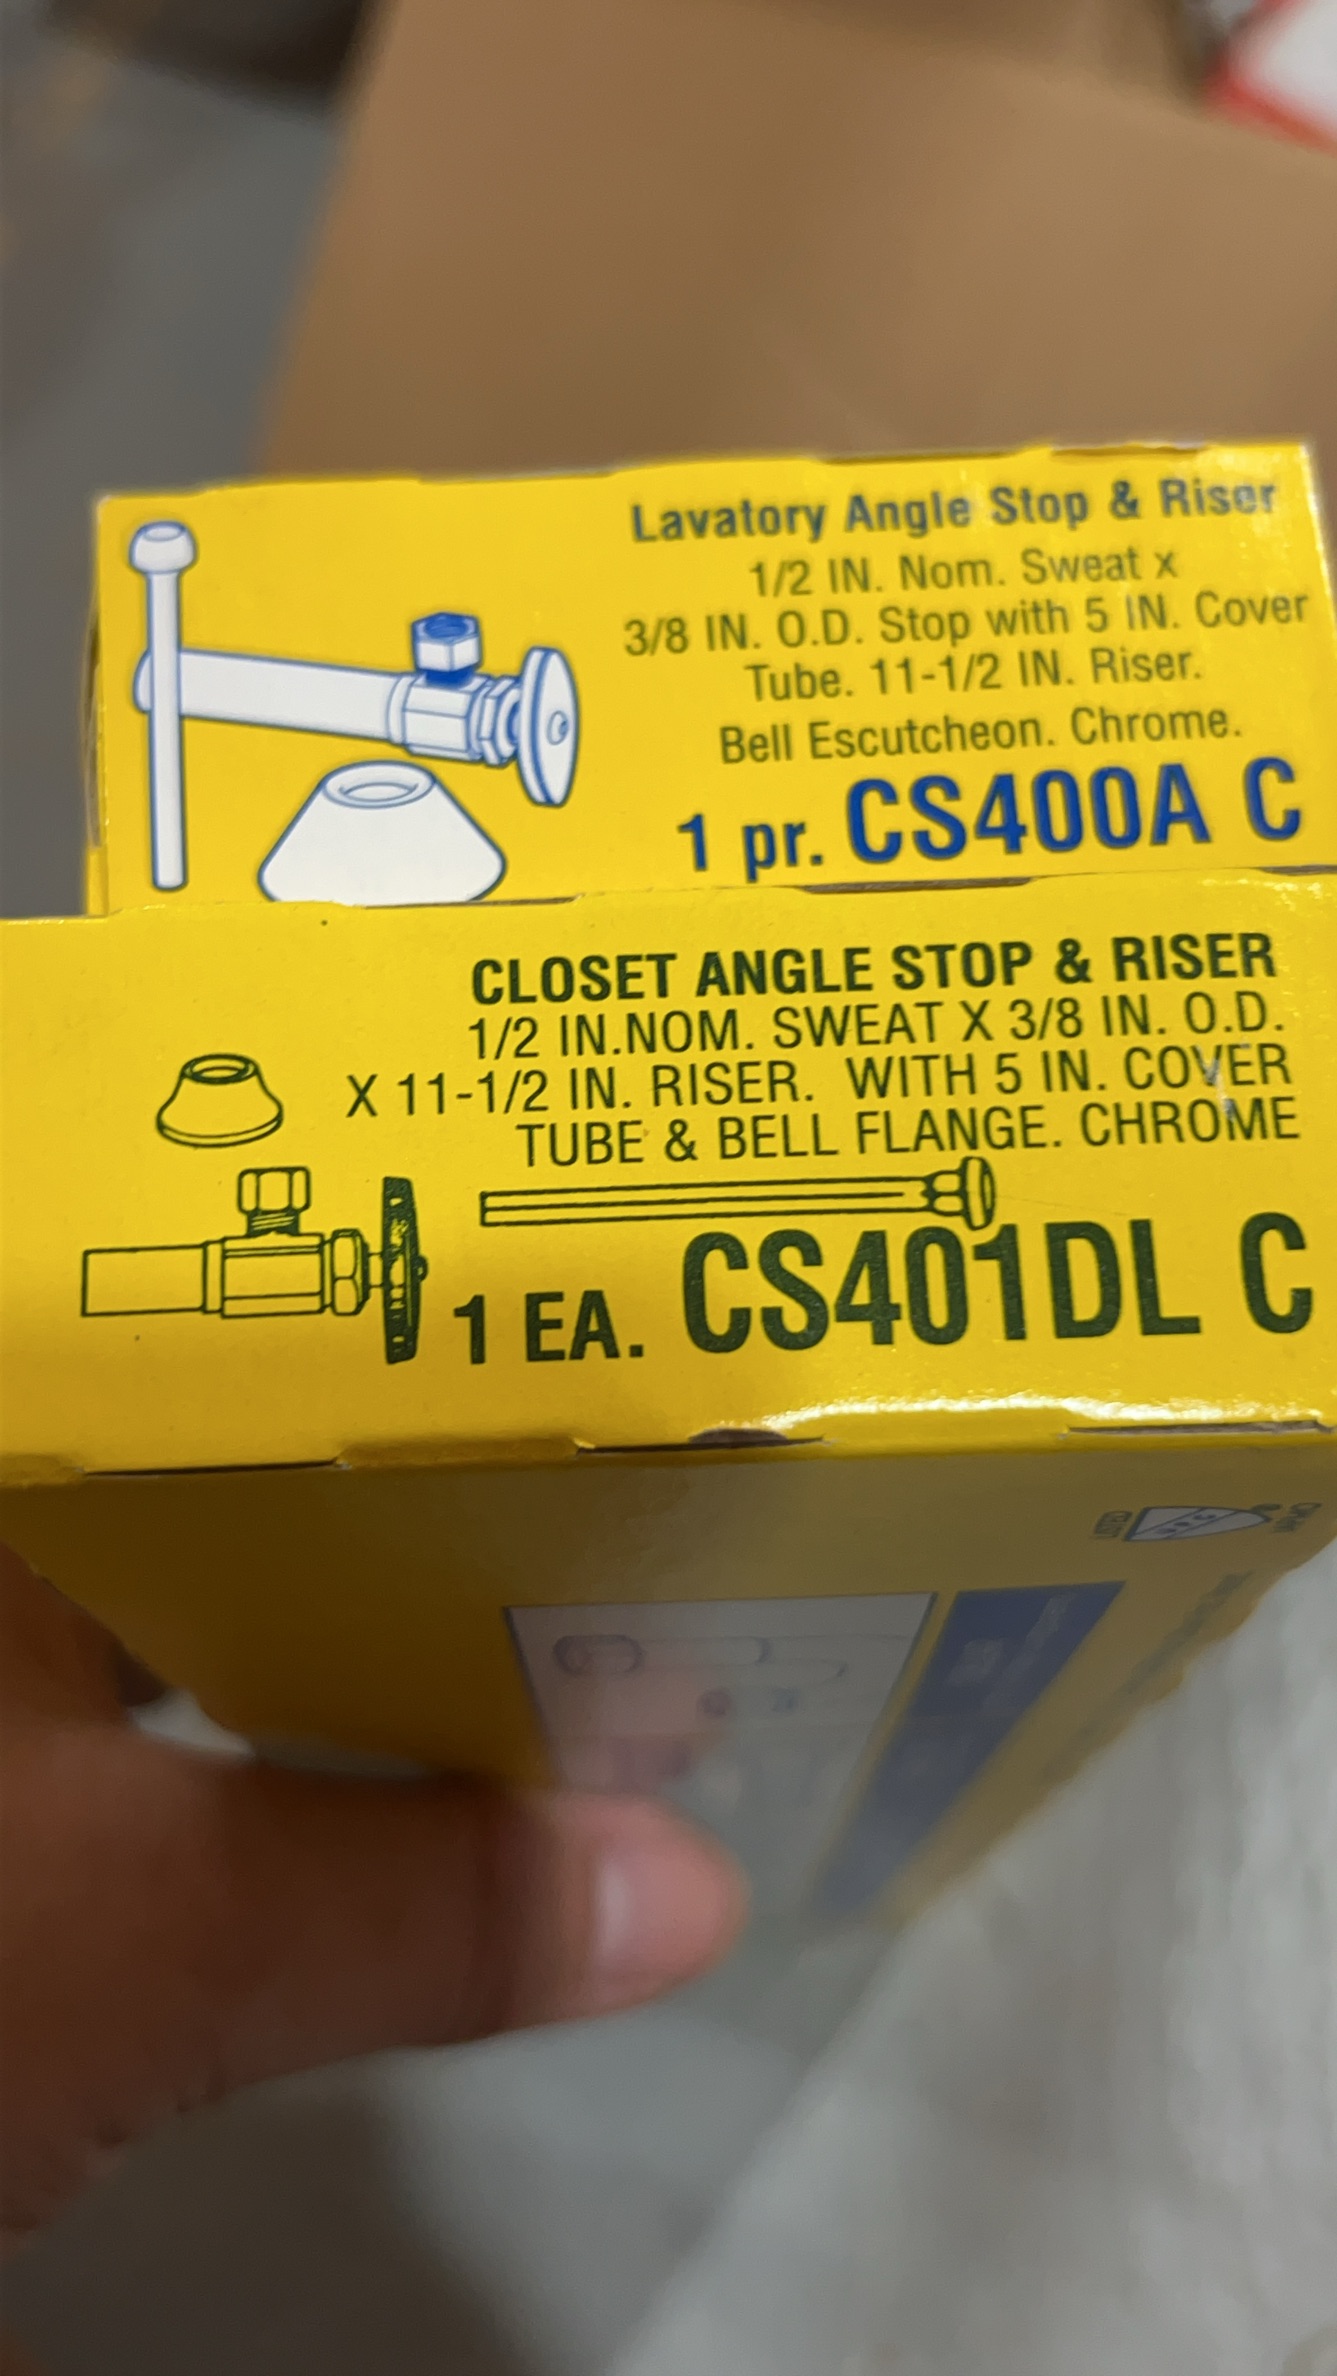 Lavatory Angle Stop & Riser
1/2 IN. Nom. Sweat x
3/8 IN. O.D. Stop with 5 IN. Cover
Tube. 11-1/2 IN. Riser.
Bell Escutcheon. Chrome.
1 pr. CS400A C
CLOSET ANGLE STOP & RISER
1/2 IN.NOM. SWEAT X 3/8 IN. O.D.
X 11-1/2 IN. RISER. WITH 5 IN. COVER
TUBE & BELL FLANGE. CHROME
1 EA. CS401DL C